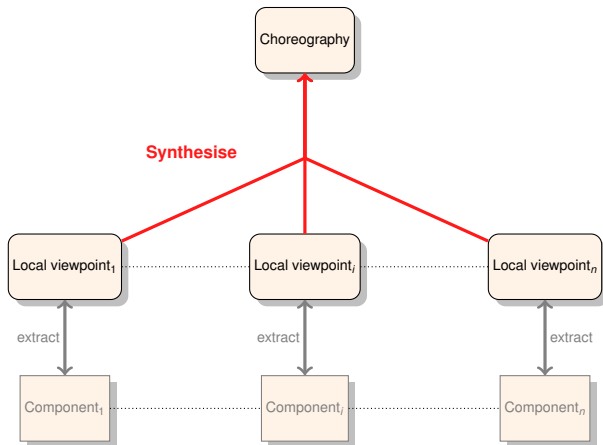 Choreography
Synthesise
Local viewpoint₁ Local viewpointᵢ Local viewpointₙ
extract extract extract
Component₁ Componentᵢ Componentₙ